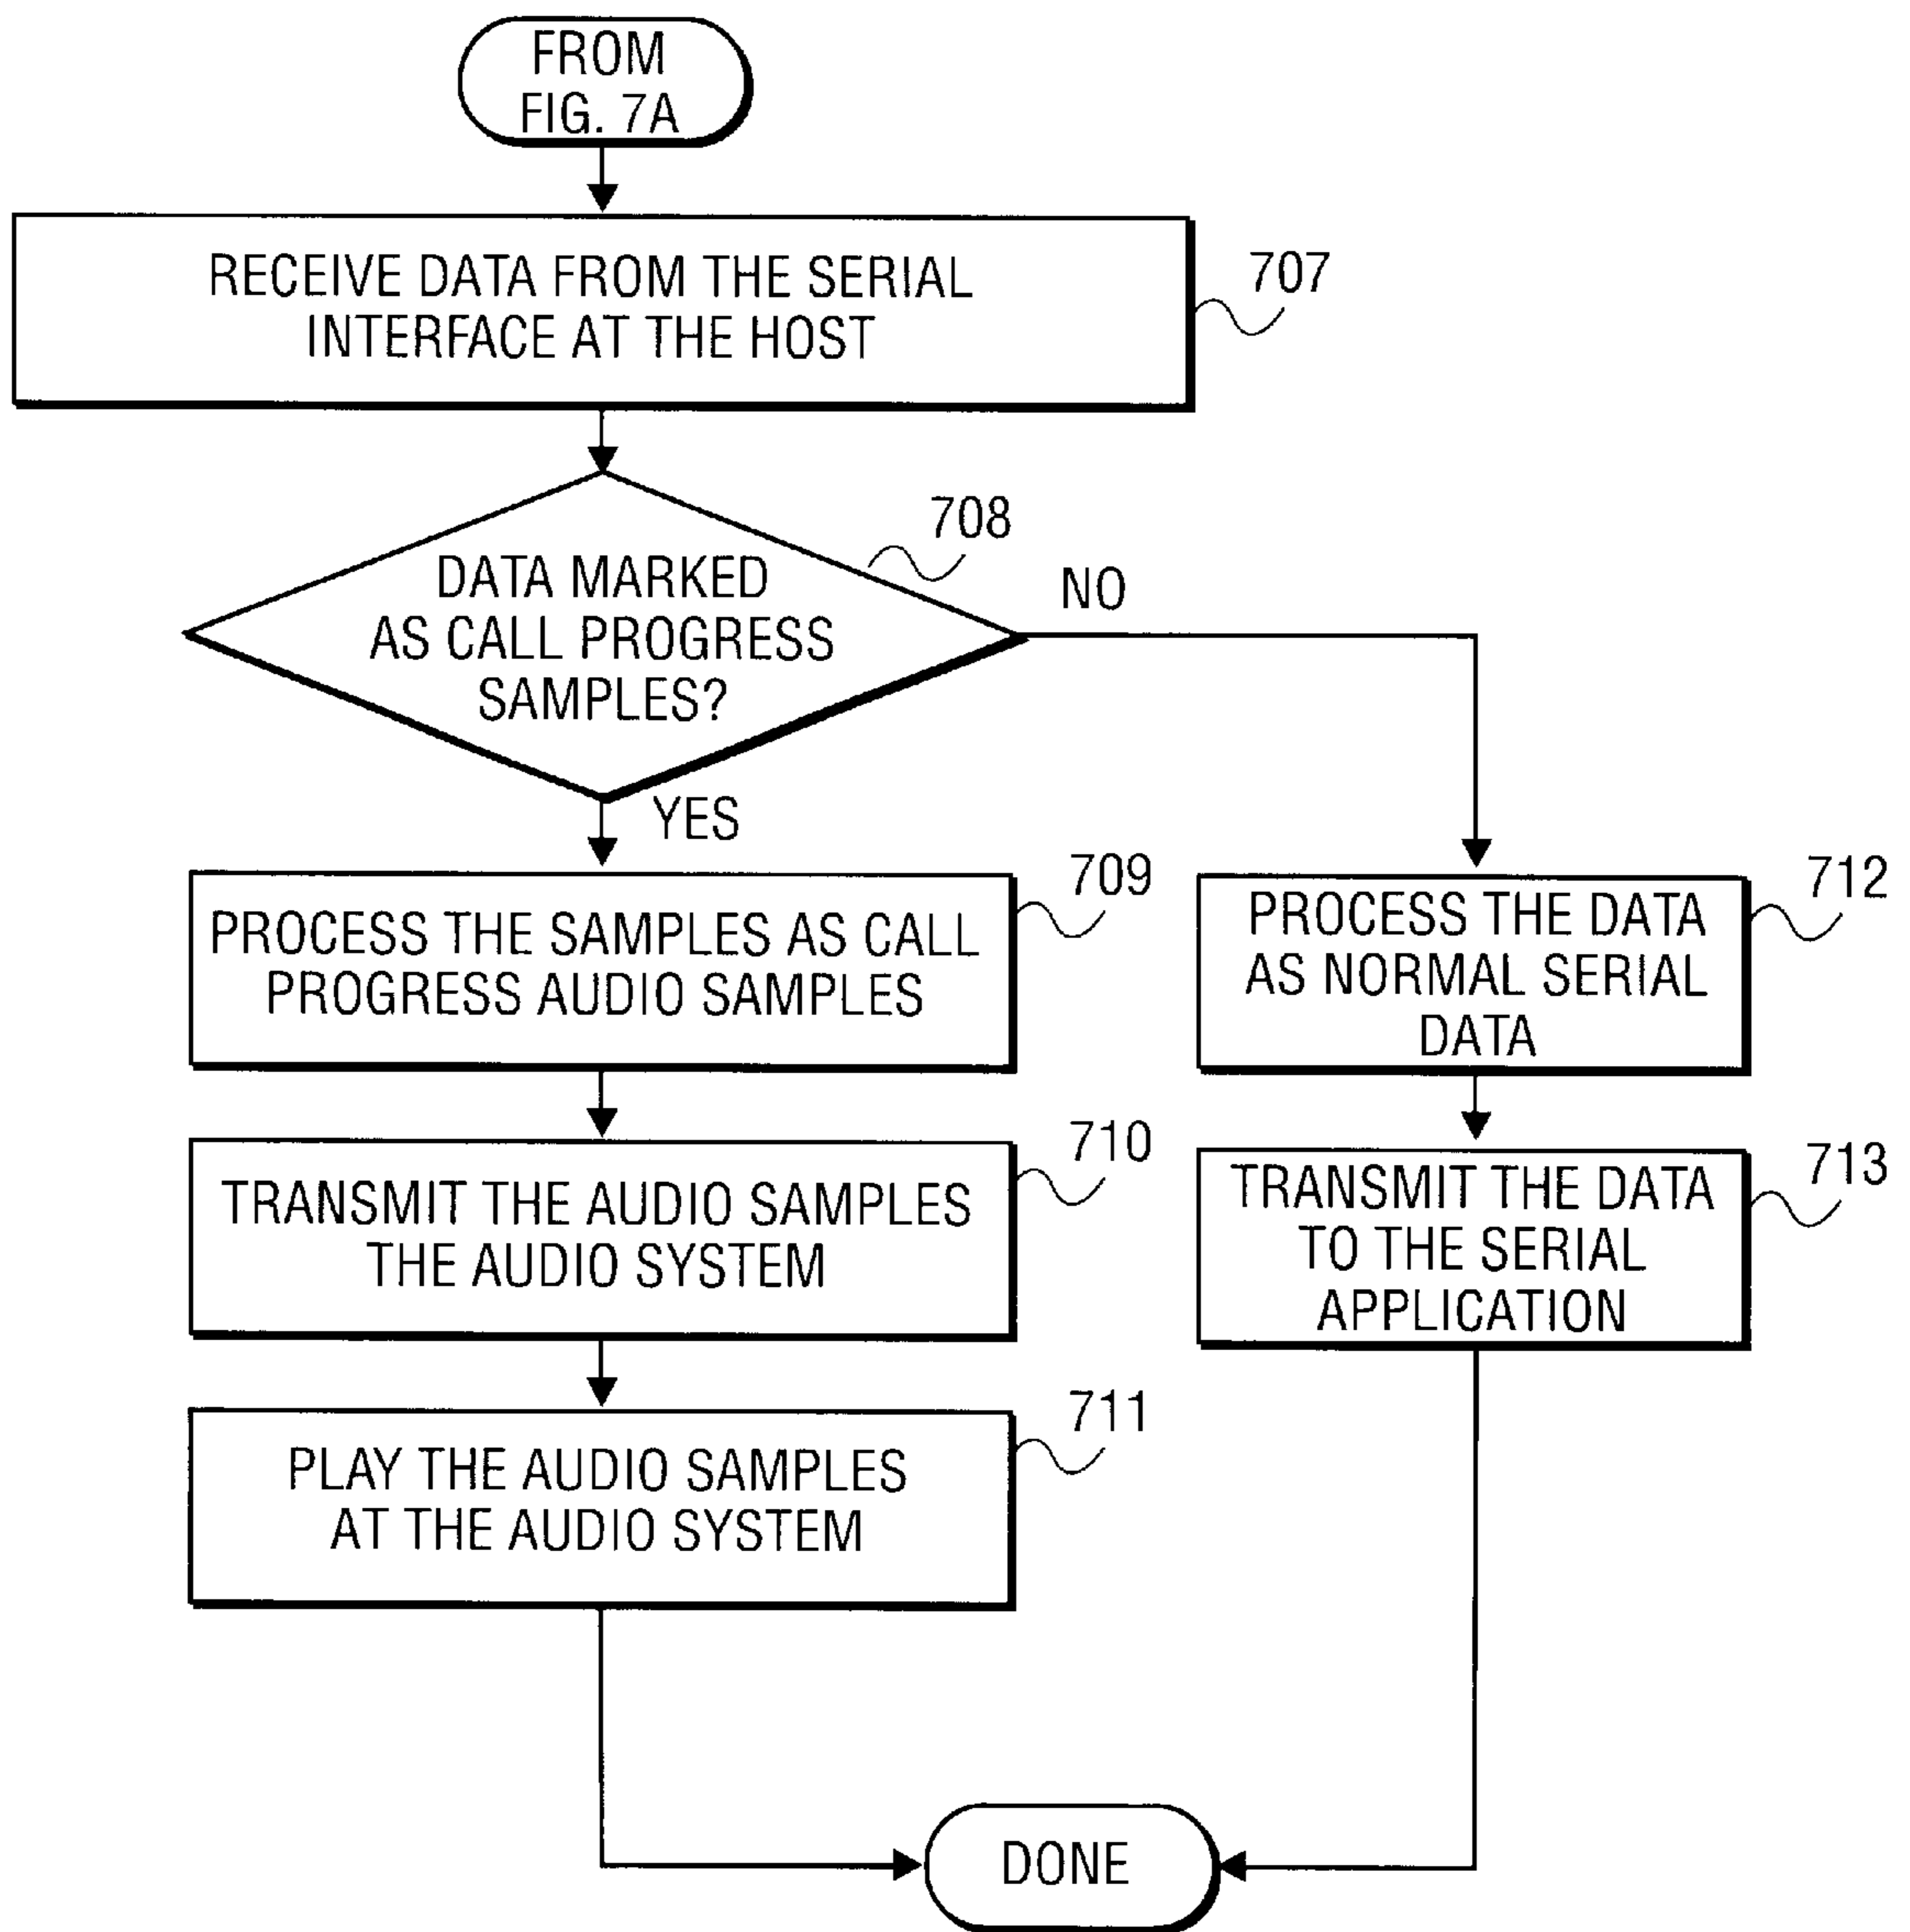 FROM
FIG. 7A
RECEIVE DATA FROM THE SERIAL
INTERFACE AT THE HOST
707
708
DATA MARKED
AS CALL PROGRESS
SAMPLES?
NO
YES
709
PROCESS THE SAMPLES AS CALL
PROGRESS AUDIO SAMPLES
710
TRANSMIT THE AUDIO SAMPLES
THE AUDIO SYSTEM
711
PLAY THE AUDIO SAMPLES
AT THE AUDIO SYSTEM
712
PROCESS THE DATA
AS NORMAL SERIAL
DATA
713
TRANSMIT THE DATA
TO THE SERIAL
APPLICATION
DONE